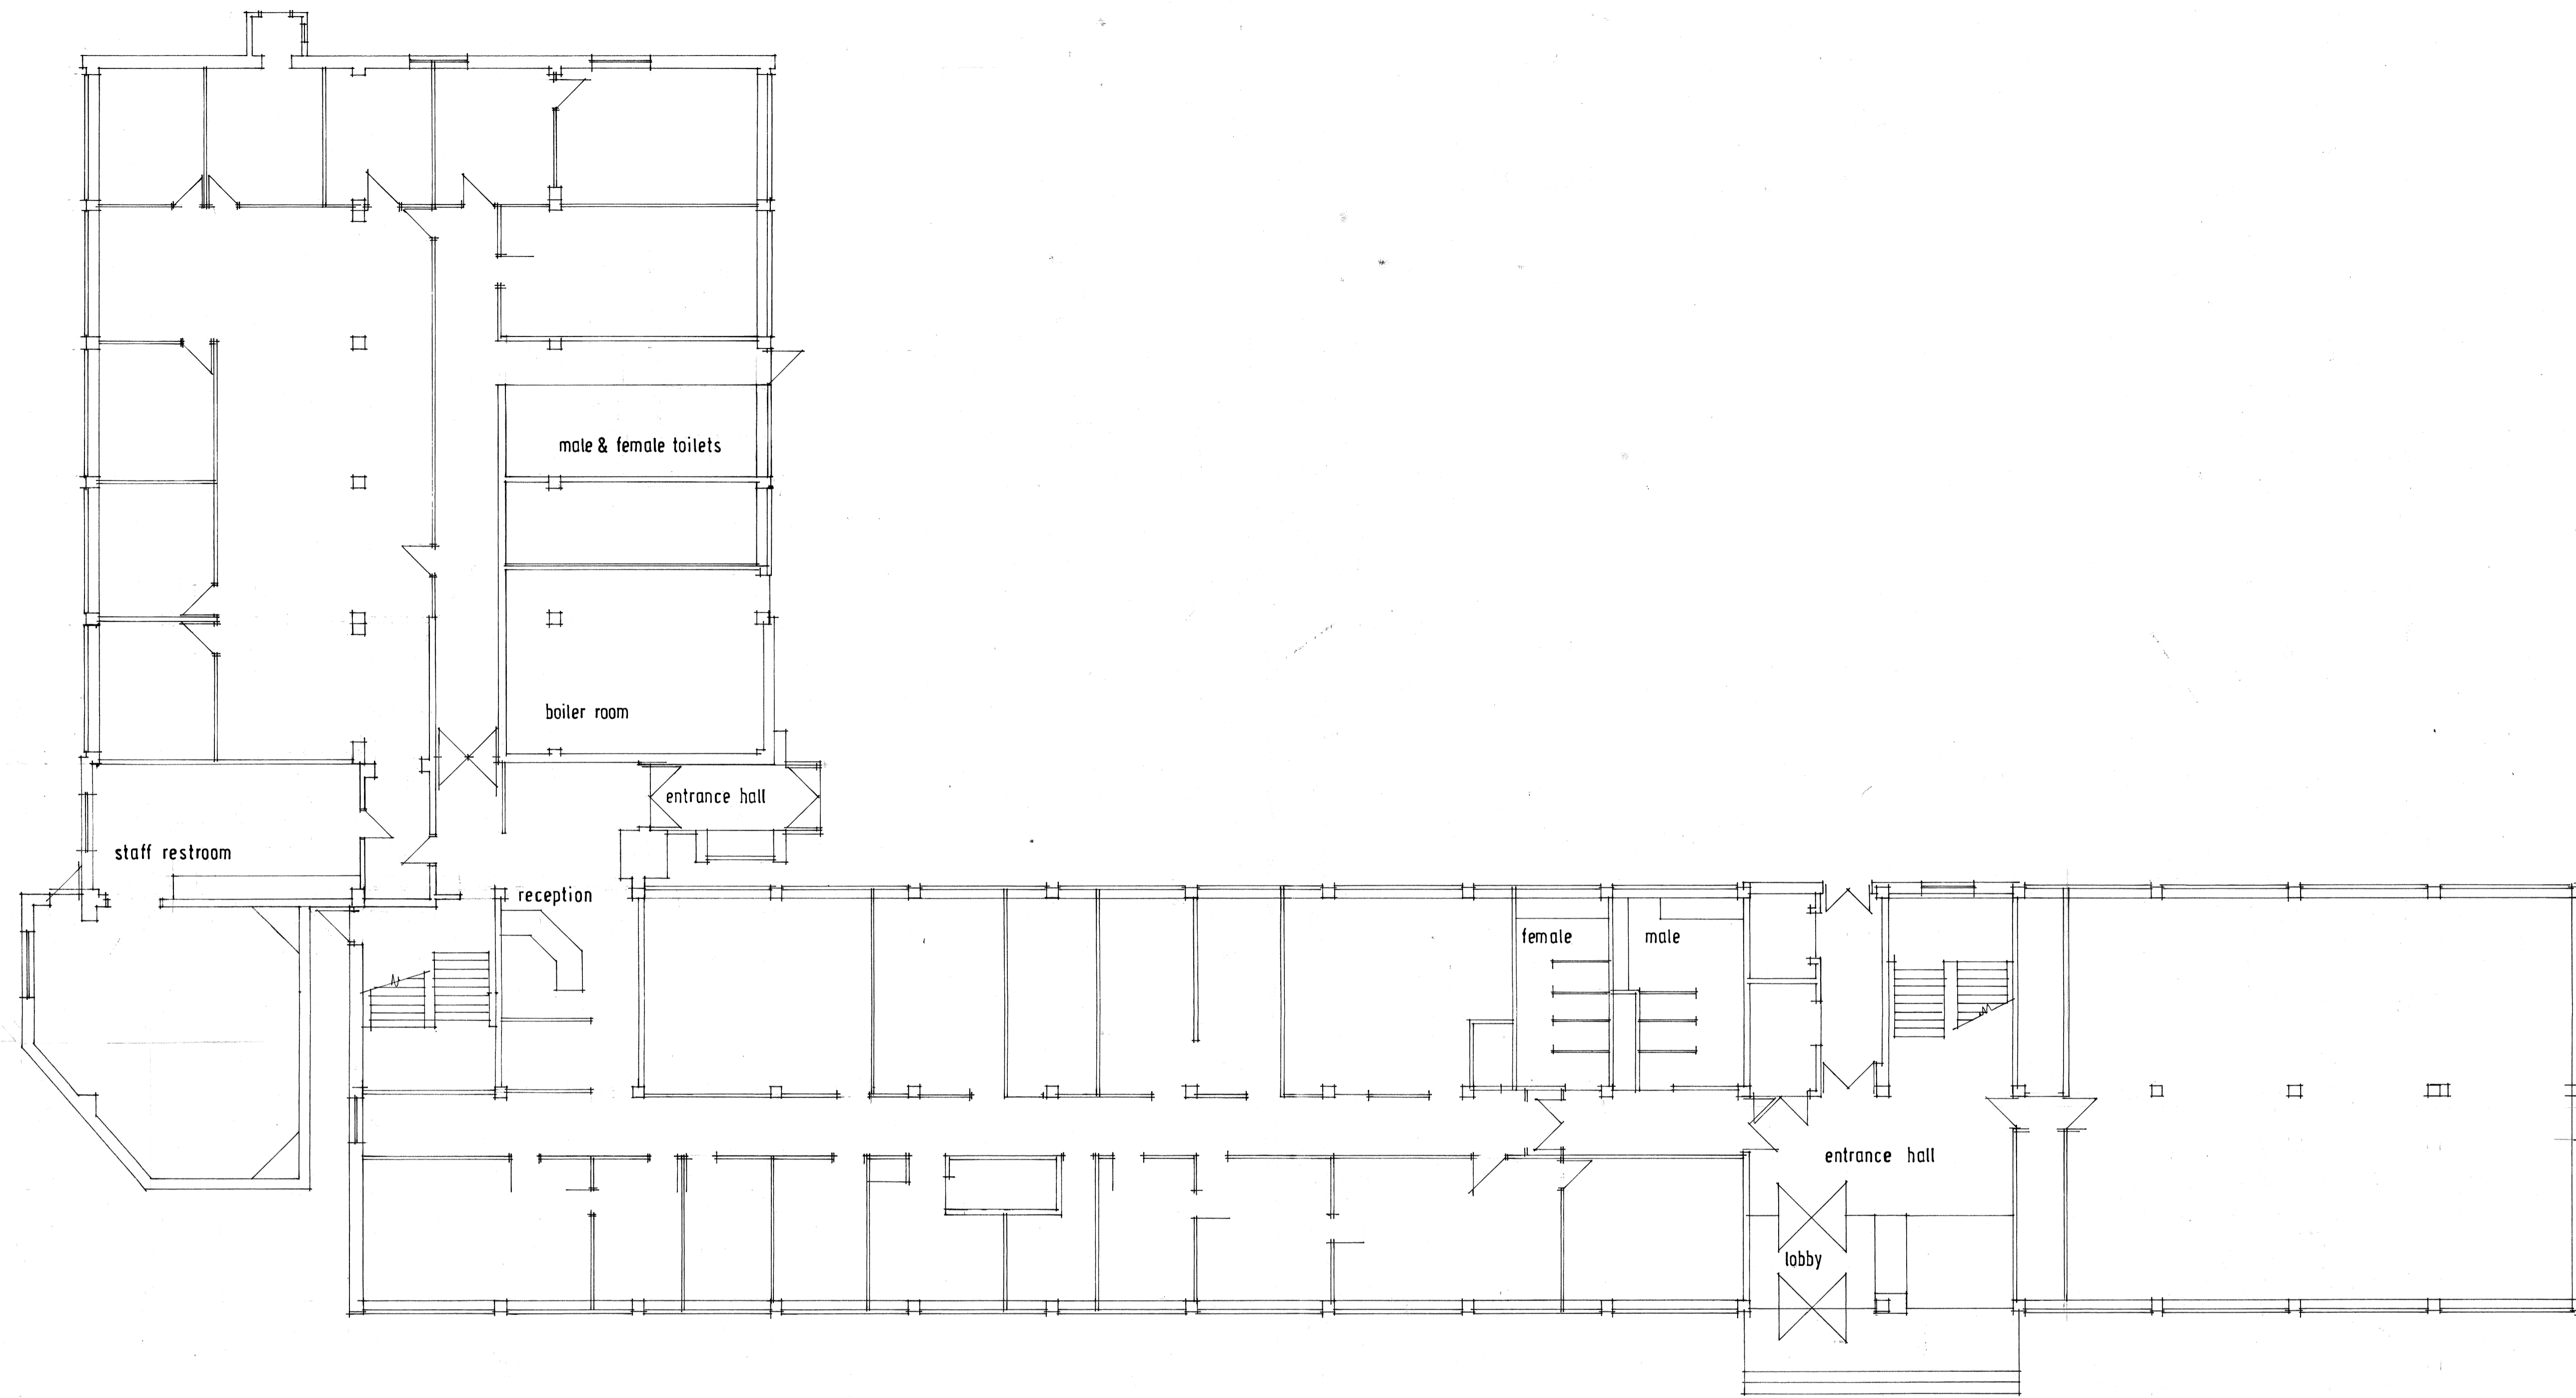 male & female toilets
boiler room
entrance hall
staff restroom
reception
female
male
entrance hall
lobby